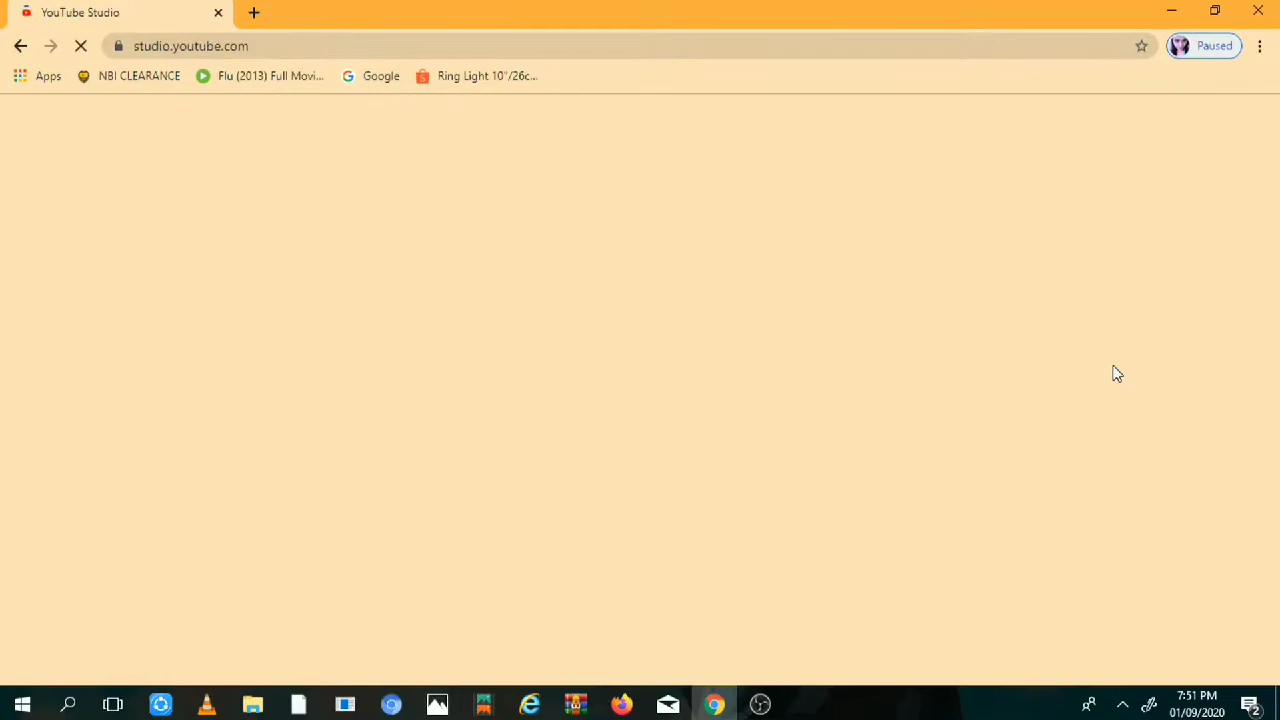 YouTube Studio
studio.youtube.com
Paused
Apps
NBI CLEARANCE
Flu (2013) Full Movi...
Google
Ring Light 10"/26c...
7:51 PM
01/09/2020
2